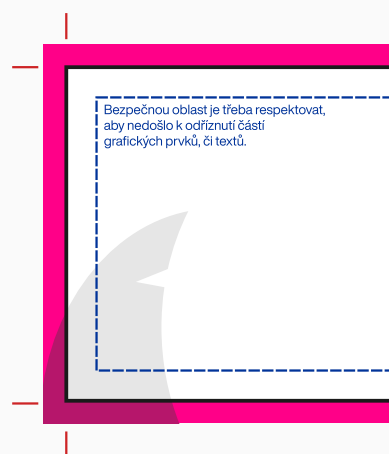 Bezpečnou oblast je třeba respektovat,
aby nedošlo k odříznutí částí
grafických prvků, či textů.